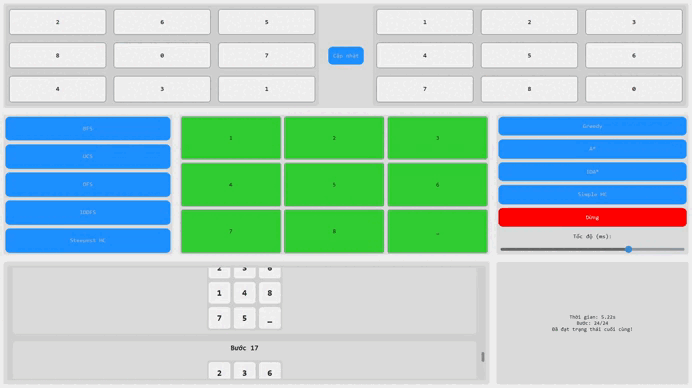 2 6 5 1 2 3
8 0 7 Cập nhật 4 5 6
4 3 1 7 8 0
BFS
UCS
DFS
IDDFS
Steepest HC
1 2 3
4 5 6
7 8 _
Greedy
A*
IDA*
Simple HC
Dừng
Tốc độ (ms):
2 3 6
1 4 8
7 5 _
Bước 17
2 3 6
Thời gian: 5.22s
Bước: 24/24
Đã đạt trạng thái cuối cùng!